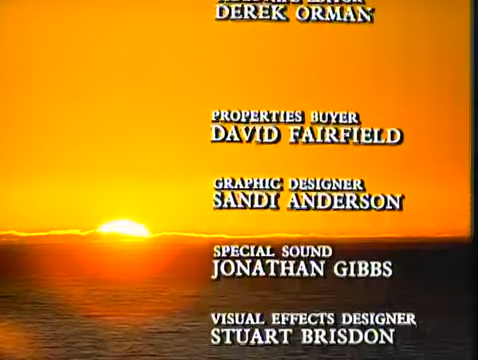 DEREK ORMAN
PROPERTIES BUYER
DAVID FAIRFIELD
GRAPHIC DESIGNER
SANDI ANDERSON
SPECIAL SOUND
JONATHAN GIBBS
VISUAL EFFECTS DESIGNER
STUART BRISDON